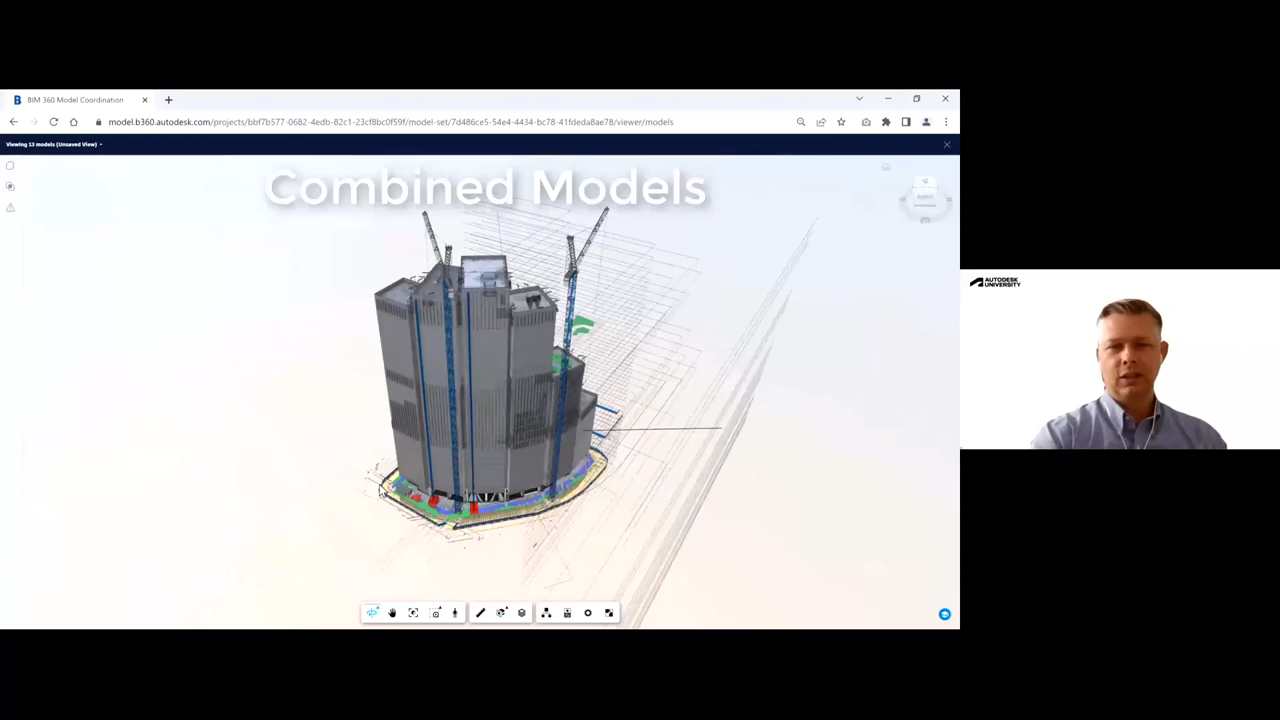 BIM 360 Model Coordination
model.b360.autodesk.com/projects/bbf7b577-0682-4edb-82c1-23cf8bc0f59f/model-set/7d486ce5-54e4-4434-bc78-41fdeda8ae78/viewer/models
Viewing 13 models (Unsaved View)
Combined Models
AUTODESK
UNIVERSITY